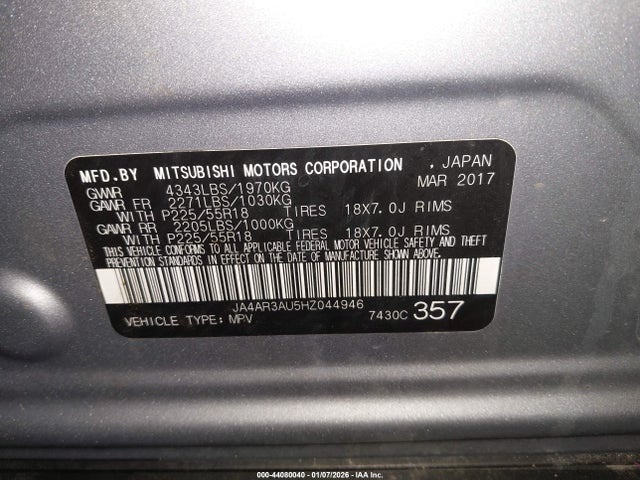 MFD.BY MITSUBISHI MOTORS CORPORATION , JAPAN
GVWR 4343LBS/1970KG MAR 2017
GAWR FR 2271LBS/1030KG
WITH P225/55R18 TIRES 18X7.0J RIMS
GAWR RR 2205LBS/1000KG
WITH P225/55R18 TIRES 18X7.0J RIMS
THIS VEHICLE CONFORMS TO ALL APPLICABLE FEDERAL MOTOR VEHICLE SAFETY AND THEFT
PREVENTION STANDARDS IN EFFECT ON THE DATE OF MANUFACTURE SHOWN ABOVE.
JA4AR3AU5HZ044946
VEHICLE TYPE: MPV 7430C 357
000-44080040 - 01/07/2026 - © IAA Inc.